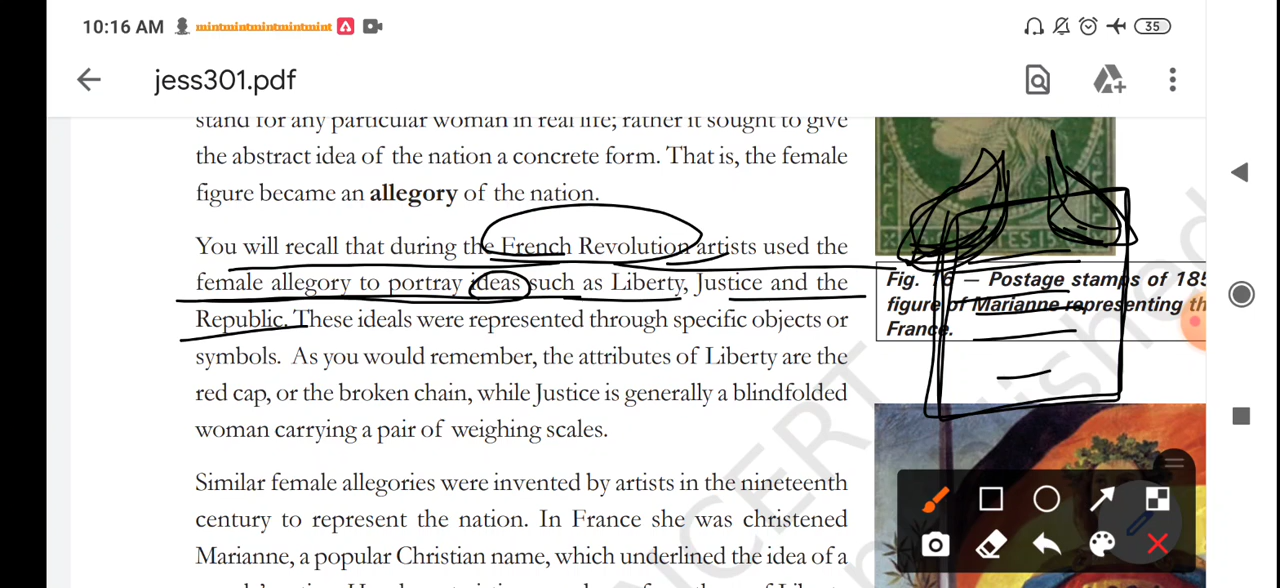 10:16 AM mintmintmintmintmint 35
jess301.pdf
stand for any particular woman in real life; rather it sought to give
the abstract idea of the nation a concrete form. That is, the female
figure became an allegory of the nation.
You will recall that during the French Revolution artists used the
female allegory to portray ideas such as Liberty, Justice and the
Republic. These ideals were represented through specific objects or
symbols. As you would remember, the attributes of Liberty are the
red cap, or the broken chain, while Justice is generally a blindfolded
woman carrying a pair of weighing scales.
Similar female allegories were invented by artists in the nineteenth
century to represent the nation. In France she was christened
Marianne, a popular Christian name, which underlined the idea of a
Fig. 16 — Postage stamps of 185
figure of Marianne representing th
France.
NCERT